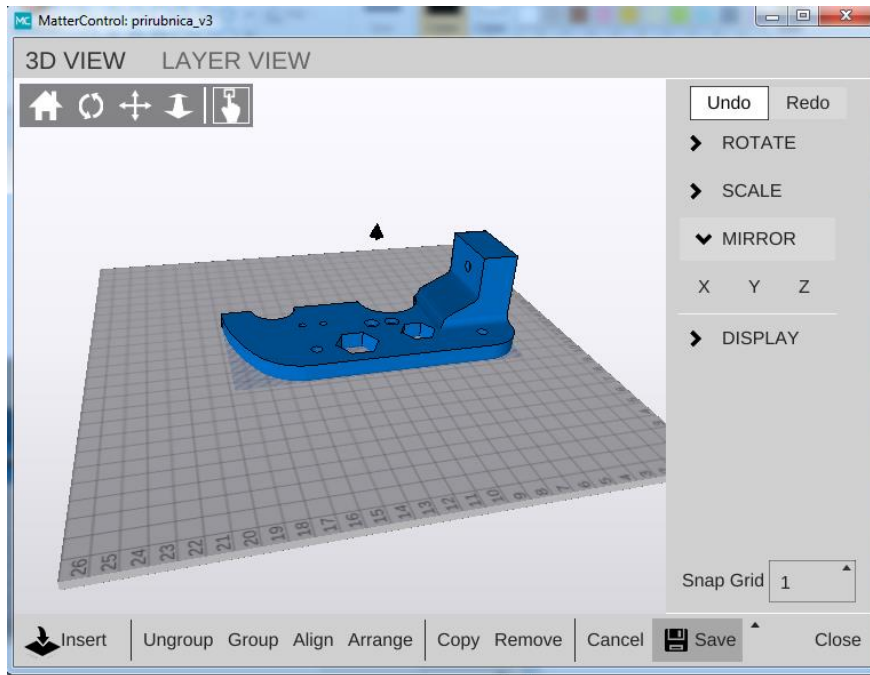 MC MatterControl: prirubnica_v3
3D VIEW LAYER VIEW
Undo Redo
ROTATE
SCALE
MIRROR
X Y Z
DISPLAY
26 25 24 23 22 21 20 19 18 17 16 15 14 13 12 11 10 9 8 7 6 5 4 3
Snap Grid 1
Insert Ungroup Group Align Arrange Copy Remove Cancel Save Close